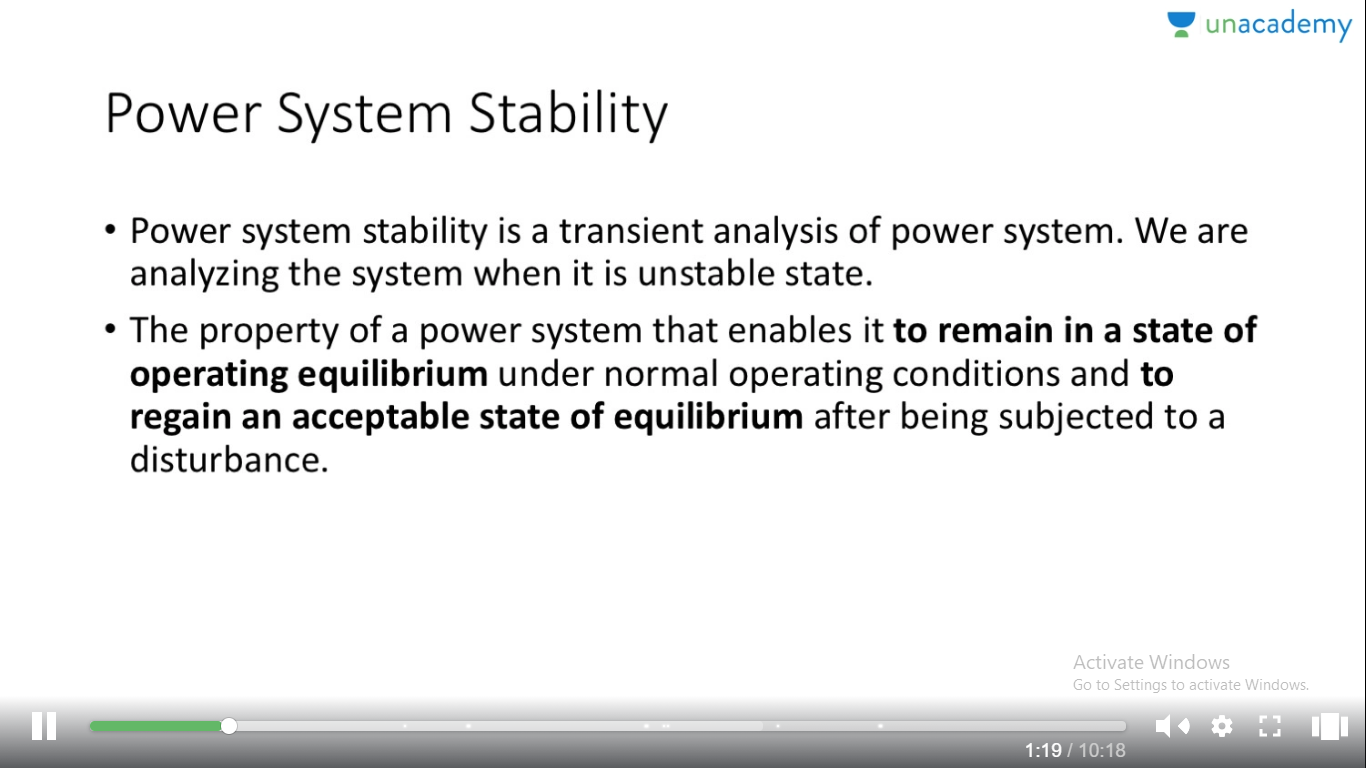 unacademy
Power System Stability
• Power system stability is a transient analysis of power system. We are
analyzing the system when it is unstable state.
• The property of a power system that enables it to remain in a state of
operating equilibrium under normal operating conditions and to
regain an acceptable state of equilibrium after being subjected to a
disturbance.
Activate Windows
Go to Settings to activate Windows.
1:19 / 10:18